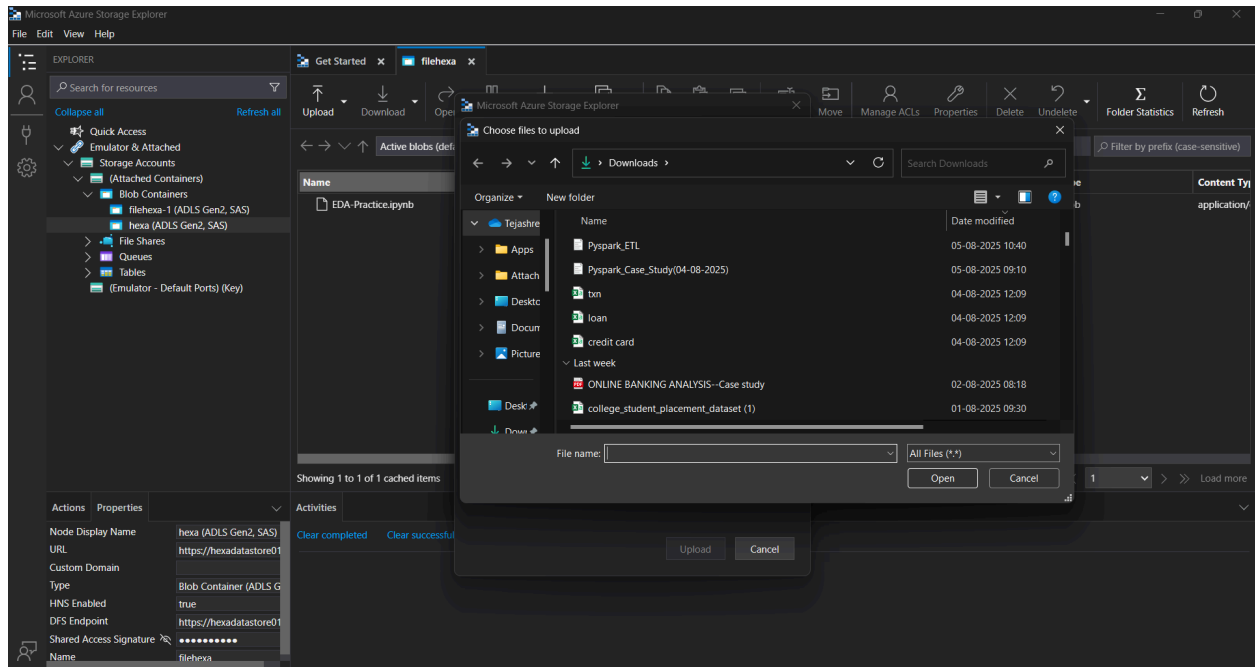 Microsoft Azure Storage Explorer
File Edit View Help
EXPLORER
Search for resources
Collapse all Refresh all
Quick Access
Emulator & Attached
Storage Accounts
(Attached Containers)
Blob Containers
filehexa-1 (ADLS Gen2, SAS)
hexa (ADLS Gen2, SAS)
File Shares
Queues
Tables
(Emulator - Default Ports) (Key)
Get Started filehexa
Upload Download Move Manage ACLs Properties Delete Undelete Folder Statistics Refresh
Active blobs (def
Filter by prefix (case-sensitive)
Name Content Ty
EDA-Practice.ipynb application/
Showing 1 to 1 of 1 cached items
1 Load more
Microsoft Azure Storage Explorer
Choose files to upload
Downloads
Search Downloads
Organize New folder
Tejashre
Apps
Attach
Deskto
Docum
Picture
Desk
Down
Name Date modified
Pyspark_ETL 05-08-2025 10:40
Pyspark_Case_Study(04-08-2025) 05-08-2025 09:10
txn 04-08-2025 12:09
loan 04-08-2025 12:09
credit card 04-08-2025 12:09
Last week
ONLINE BANKING ANALYSIS--Case study 02-08-2025 08:18
college_student_placement_dataset (1) 01-08-2025 09:30
File name: All Files (*.*)
Open Cancel
Upload Cancel
Actions Properties
Node Display Name hexa (ADLS Gen2, SAS)
URL https://hexadatastore01
Custom Domain
Type Blob Container (ADLS G
HNS Enabled true
DFS Endpoint https://hexadatastore01
Shared Access Signature
Name filehexa
Activities
Clear completed Clear successful